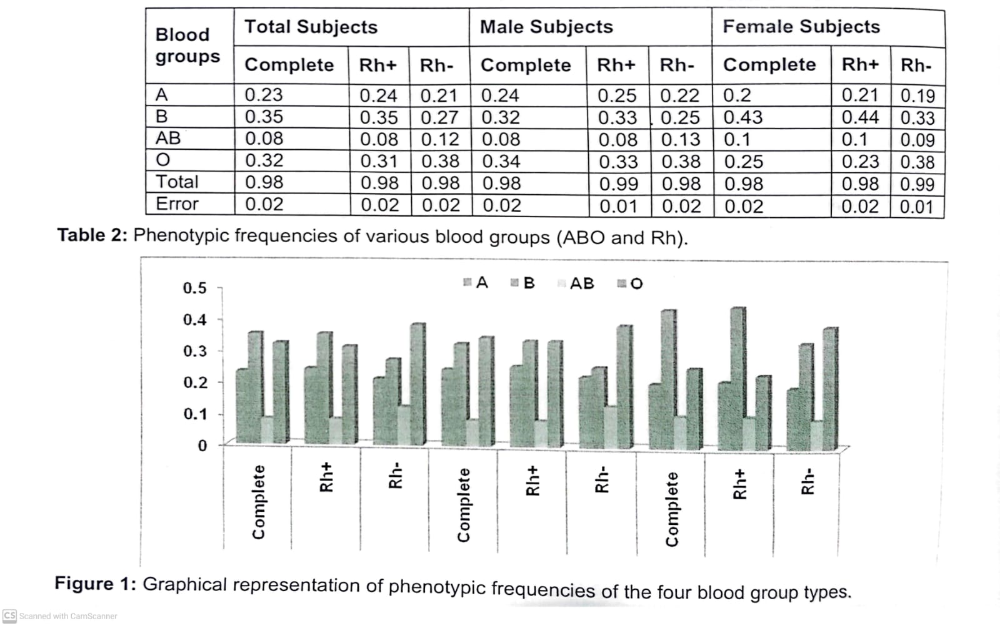 Blood groups Total Subjects Male Subjects Female Subjects
Complete Rh+ Rh- Complete Rh+ Rh- Complete Rh+ Rh-
A 0.23 0.24 0.21 0.24 0.25 0.22 0.2 0.21 0.19
B 0.35 0.35 0.27 0.32 0.33 0.25 0.43 0.44 0.33
AB 0.08 0.08 0.12 0.08 0.08 0.13 0.1 0.1 0.09
O 0.32 0.31 0.38 0.34 0.33 0.38 0.25 0.23 0.38
Total 0.98 0.98 0.98 0.98 0.99 0.98 0.98 0.98 0.99
Error 0.02 0.02 0.02 0.02 0.01 0.02 0.02 0.02 0.01
Table 2: Phenotypic frequencies of various blood groups (ABO and Rh).
A B AB O
0.5
0.4
0.3
0.2
0.1
0
Complete Rh+ Rh- Complete Rh+ Rh- Complete Rh+ Rh-
Figure 1: Graphical representation of phenotypic frequencies of the four blood group types.
CS Scanned with CamScanner